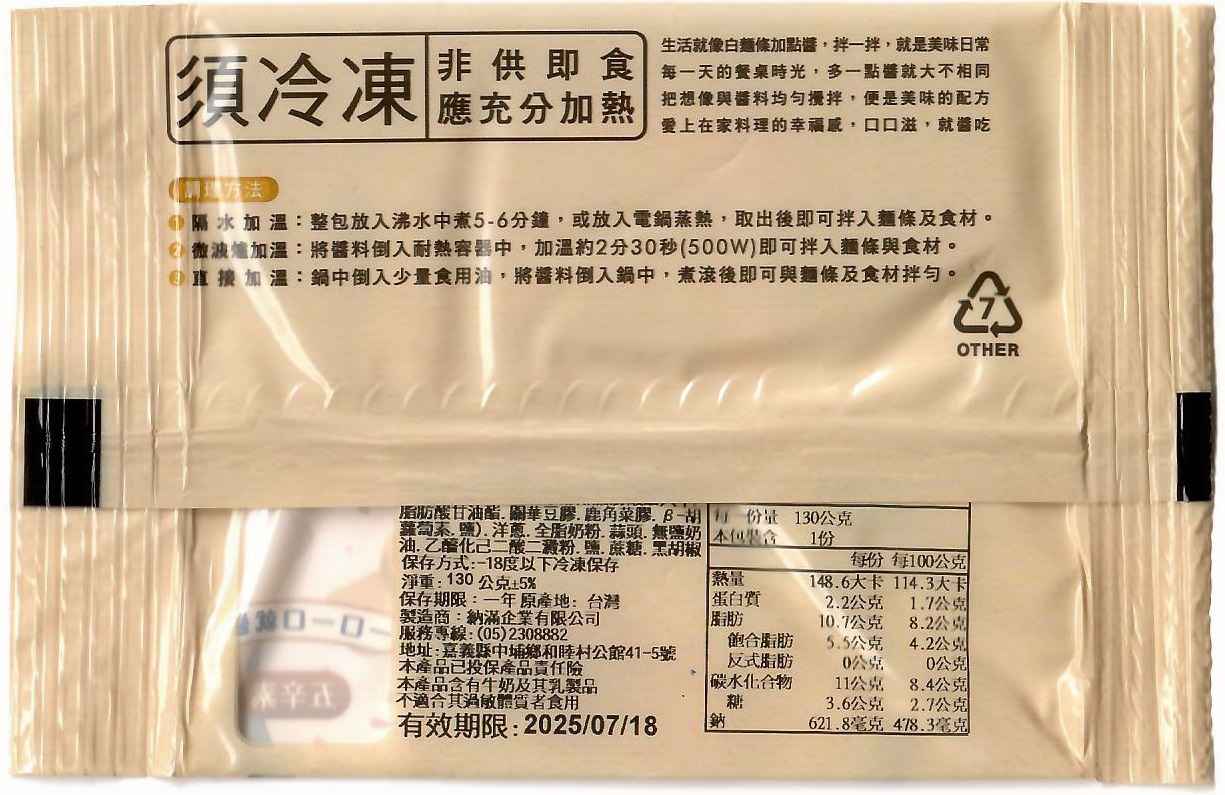 須冷凍
非供即食
應充分加熱
生活就像白麵條加點醬，拌一拌，就是美味日常
每一天的餐桌時光，多一點醬就大不相同
把想像與醬料均勻攪拌，便是美味的配方
愛上在家料理的幸福感，口口滋，就醬吃
調理方法
1 隔水加溫：整包放入沸水中煮5-6分鐘，或放入電鍋蒸熱，取出後即可拌入麵條及食材。
2 微波爐加溫：將醬料倒入耐熱容器中，加溫約2分30秒(500W)即可拌入麵條與食材。
3 直接加溫：鍋中倒入少量食用油，將醬料倒入鍋中，煮滾後即可與麵條及食材拌勻。
7
OTHER
脂肪酸甘油酯. 關華豆膠. 鹿角菜膠. β-胡
蘿蔔素. 鹽). 洋蔥. 全脂奶粉. 蒜頭. 無鹽奶
油. 乙醯化己二酸二澱粉. 鹽. 蔗糖. 黑胡椒
保存方式:-18度以下冷凍保存
淨重: 130 公克±5%
保存期限：一年 原產地: 台灣
製造商：納滿企業有限公司
服務專線:(05)2308882
地址:嘉義縣中埔鄉和睦村公館41-5號
本產品已投保產品責任險
本產品含有牛奶及其乳製品
不適合其過敏體質者食用
有效期限: 2025/07/18
每一份量 130公克
本包裝含 1份
每份 每100公克
熱量 148.6大卡 114.3大卡
蛋白質 2.2公克 1.7公克
脂肪 10.7公克 8.2公克
飽合脂肪 5.5公克 4.2公克
反式脂肪 0公克 0公克
碳水化合物 11公克 8.4公克
糖 3.6公克 2.7公克
鈉 621.8毫克 478.3毫克
五辛素